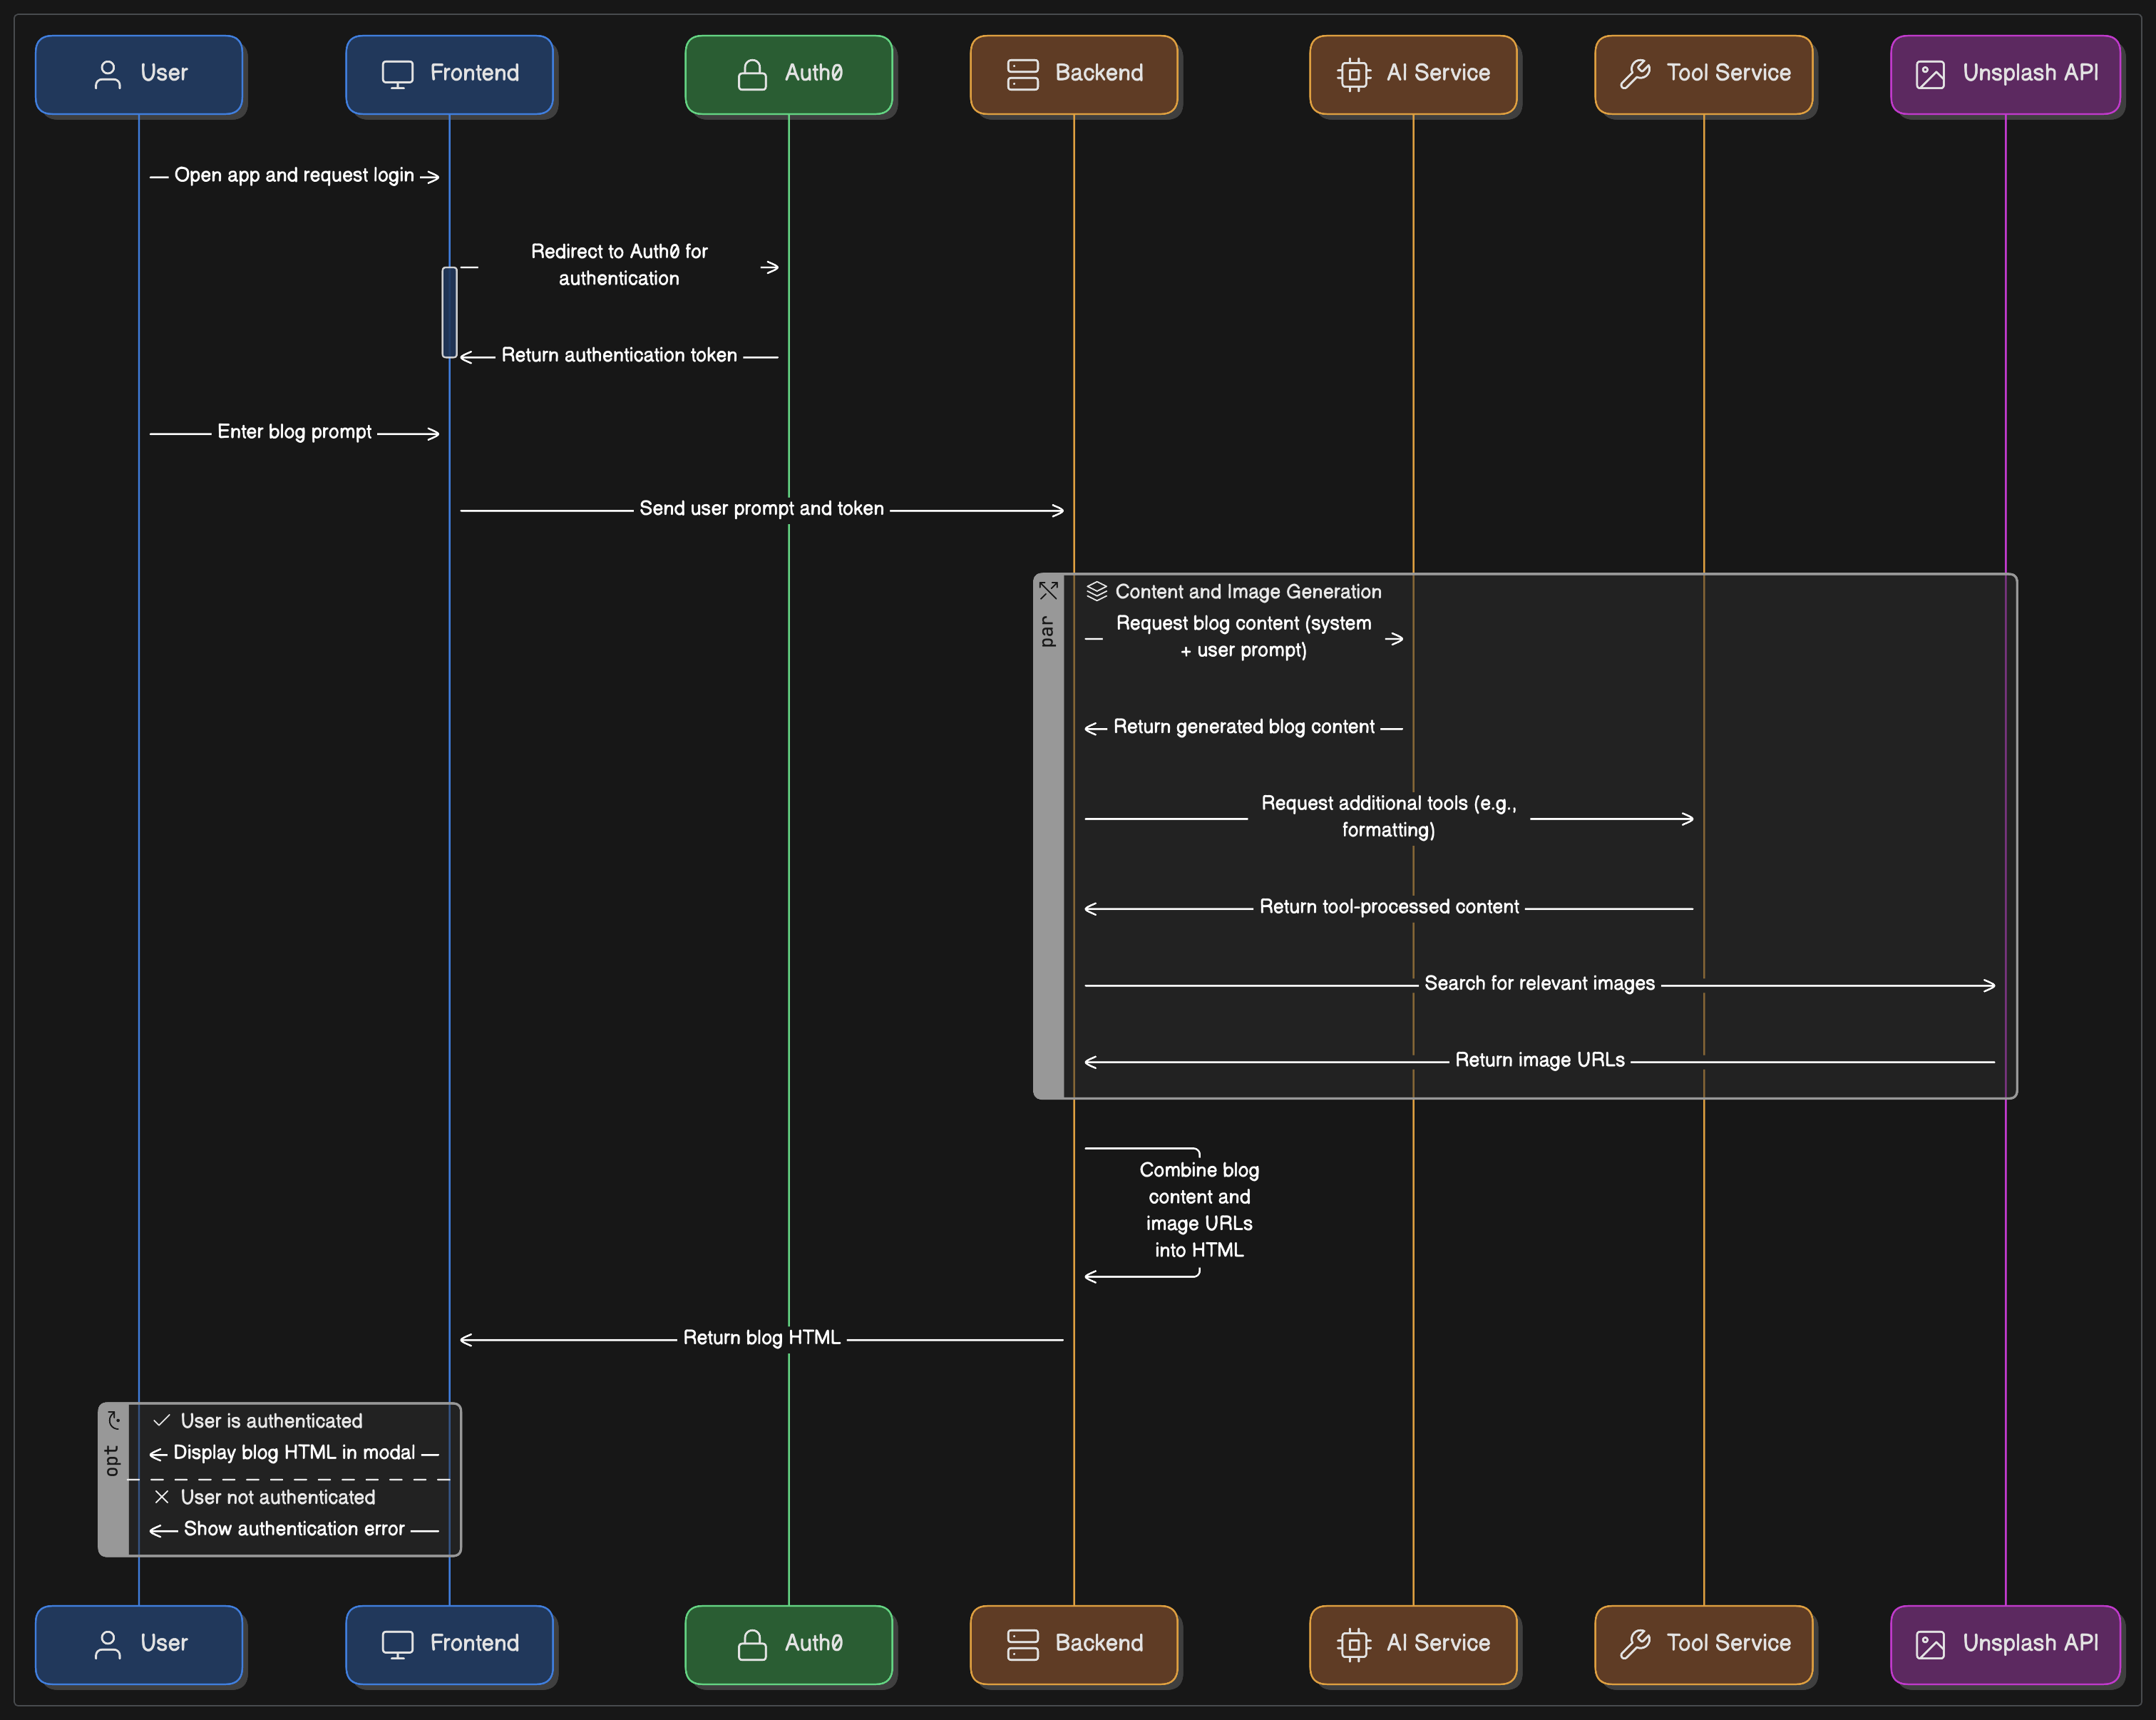 User
Frontend
Auth0
Backend
AI Service
Tool Service
Unsplash API
Open app and request login
Redirect to Auth0 for
authentication
Return authentication token
Enter blog prompt
Send user prompt and token
par
Content and Image Generation
Request blog content (system
+ user prompt)
Return generated blog content
Request additional tools (e.g.,
formatting)
Return tool-processed content
Search for relevant images
Return image URLs
Combine blog
content and
image URLs
into HTML
Return blog HTML
opt
User is authenticated
Display blog HTML in modal
User not authenticated
Show authentication error
User
Frontend
Auth0
Backend
AI Service
Tool Service
Unsplash API